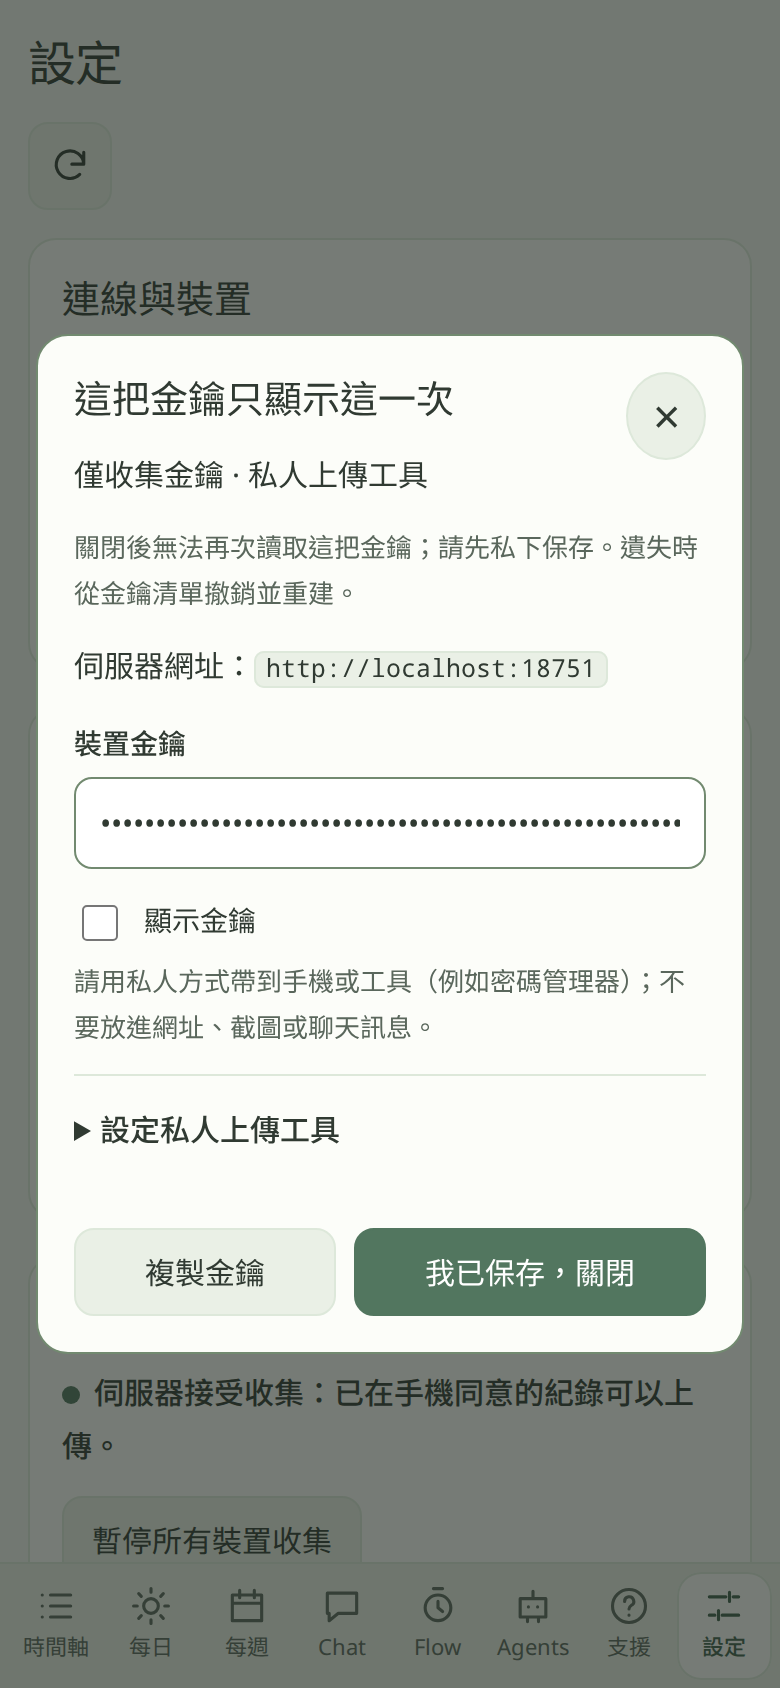 設定
連線與裝置
這把金鑰只顯示這一次
僅收集金鑰 · 私人上傳工具
關閉後無法再次讀取這把金鑰；請先私下保存。遺失時
從金鑰清單撤銷並重建。
伺服器網址：http://localhost:18751
裝置金鑰
顯示金鑰
請用私人方式帶到手機或工具（例如密碼管理器）；不
要放進網址、截圖或聊天訊息。
設定私人上傳工具
複製金鑰
我已保存，關閉
伺服器接受收集：已在手機同意的紀錄可以上
傳。
暫停所有裝置收集
時間軸
每日
每週
Chat
Flow
Agents
支援
設定